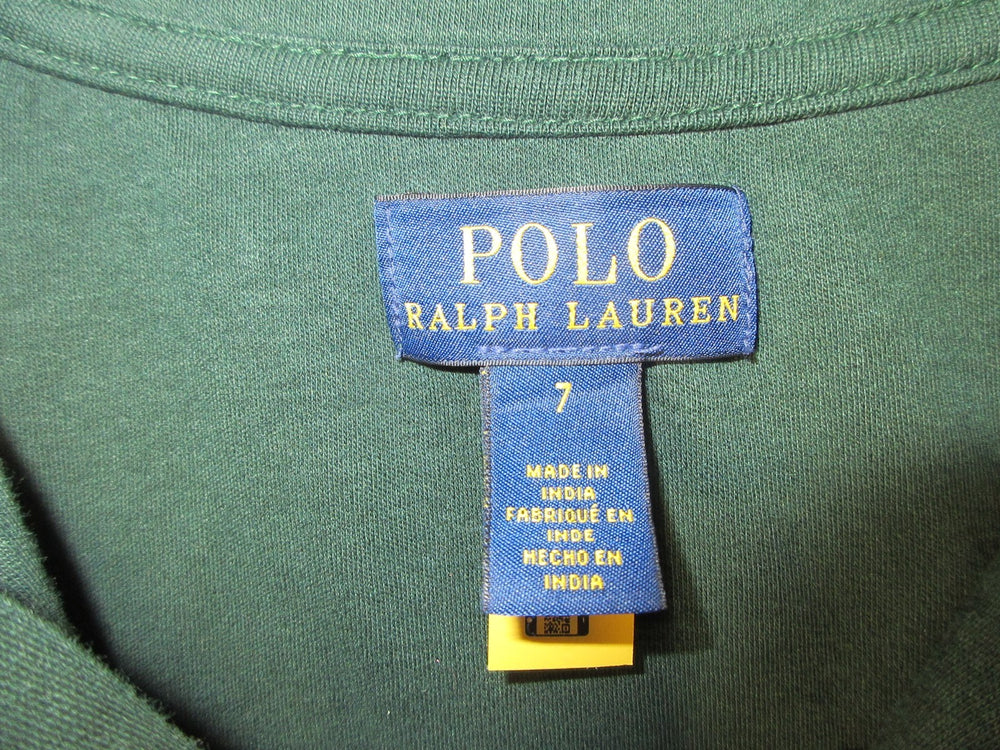 POLO
RALPH LAUREN
7
MADE IN
INDIA
FABRIQUÉ EN
INDE
HECHO EN
INDIA